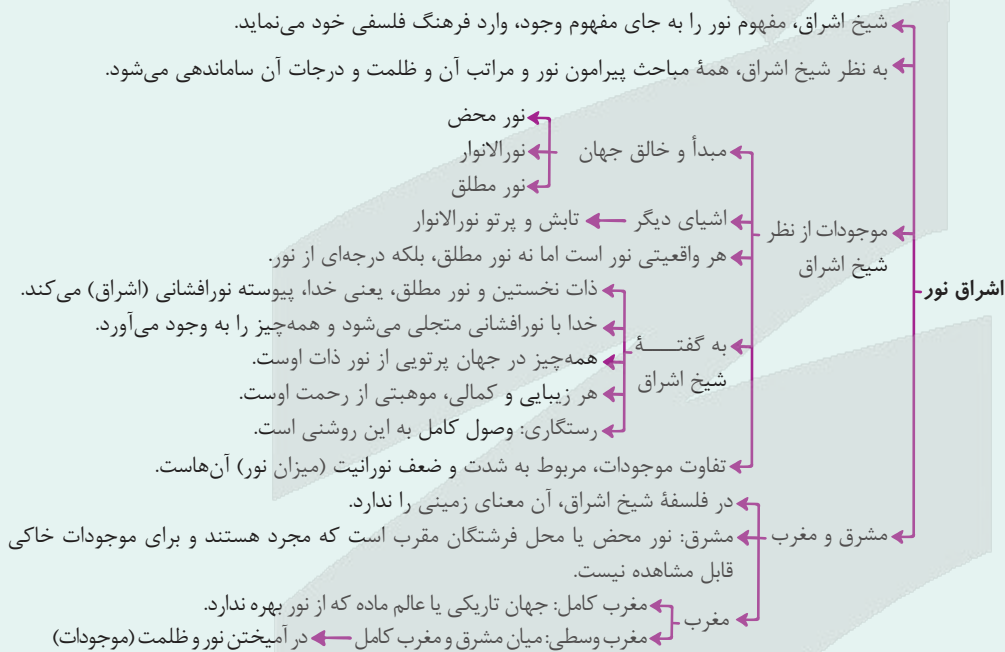 شیخ اشراق، مفهوم نور را به جای مفهوم وجود، وارد فرهنگ فلسفی خود می‌نماید.
به نظر شیخ اشراق، همهٔ مباحث پیرامون نور و مراتب آن و ظلمت و درجات آن ساماندهی می‌شود.
نور محض
مبدأ و خالق جهان
نورالانوار
نور مطلق
اشیای دیگر
تابش و پرتو نورالانوار
موجودات از نظر
شیخ اشراق
هر واقعیتی نور است اما نه نور مطلق، بلکه درجه‌ای از نور.
اشراق نور
ذات نخستین و نور مطلق، یعنی خدا، پیوسته نورافشانی (اشراق) می‌کند.
خدا با نورافشانی متجلی می‌شود و همه‌چیز را به وجود می‌آورد.
به گفتـــهٔ
شیخ اشراق
همه‌چیز در جهان پرتویی از نور ذات اوست.
هر زیبایی و کمالی، موهبتی از رحمت اوست.
رستگاری: وصول کامل به این روشنی است.
تفاوت موجودات، مربوط به شدت و ضعف نورانیت (میزان نور) آن‌هاست.
در فلسفهٔ شیخ اشراق، آن معنای زمینی را ندارد.
مشرق و مغرب
مشرق: نور محض یا محل فرشتگان مقرب است که مجرد هستند و برای موجودات خاکی
قابل مشاهده نیست.
مغرب
مغرب کامل: جهان تاریکی یا عالم ماده که از نور بهره ندارد.
مغرب وسطی: میان مشرق و مغرب کامل
در آمیختن نور و ظلمت (موجودات)